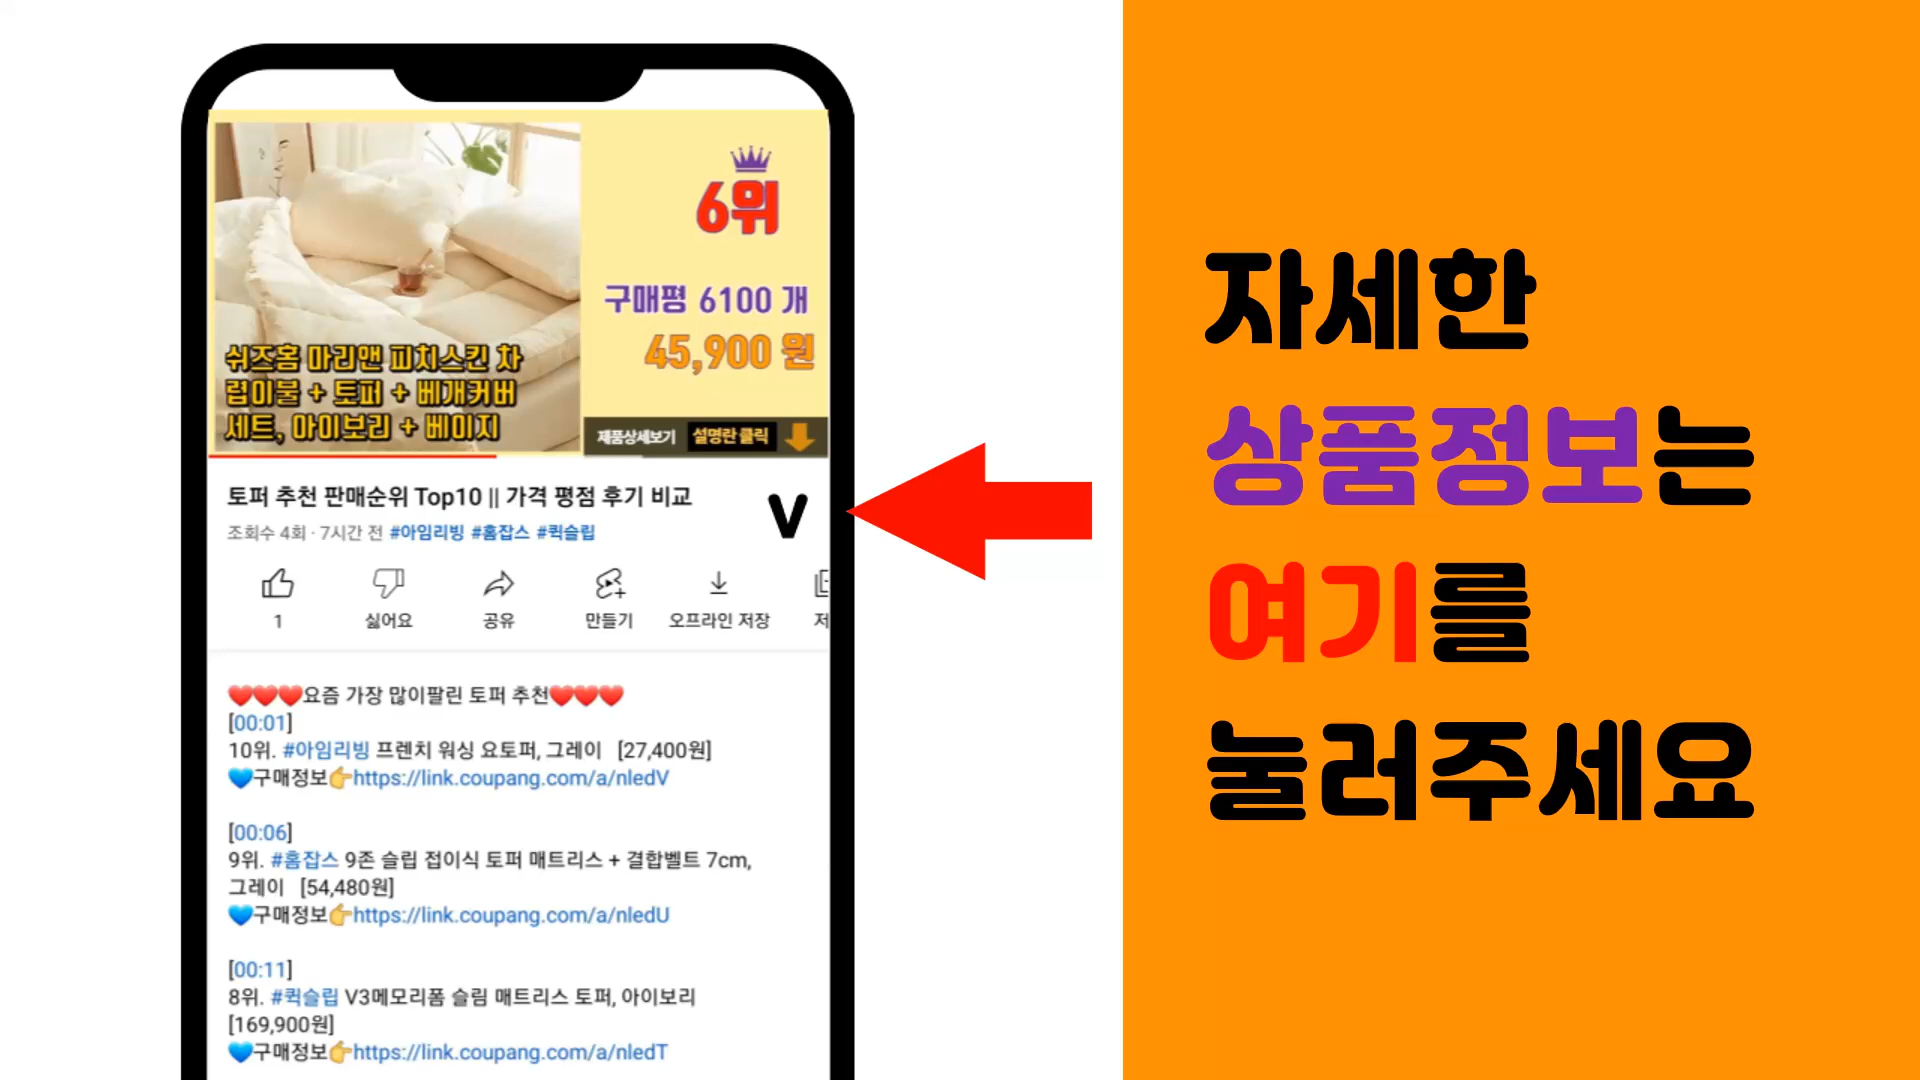 6위
구매평 6100 개
45,900 원
쉬즈홈 마리앤 피치스킨 차
렵이불 + 토퍼 + 베개커버
세트, 아이보리 + 베이지
제품상세보기 설명란 클릭
토퍼 추천 판매순위 Top10 || 가격 평점 후기 비교
V
조회수 4회 · 7시간 전 #아임리빙 #홈잡스 #퀵슬립
1 싫어요 공유 만들기 오프라인 저장 저
❤❤❤요즘 가장 많이팔린 토퍼 추천❤❤❤
[00:01]
10위. #아임리빙 프렌치 워싱 요토퍼, 그레이 [27,400원]
💙구매정보👉https://link.coupang.com/a/nledV
[00:06]
9위. #홈잡스 9존 슬립 접이식 토퍼 매트리스 + 결합벨트 7cm,
그레이 [54,480원]
💙구매정보👉https://link.coupang.com/a/nledU
[00:11]
8위. #퀵슬립 V3메모리폼 슬림 매트리스 토퍼, 아이보리
[169,900원]
💙구매정보👉https://link.coupang.com/a/nledT
자세한
상품정보는
여기를
눌러주세요